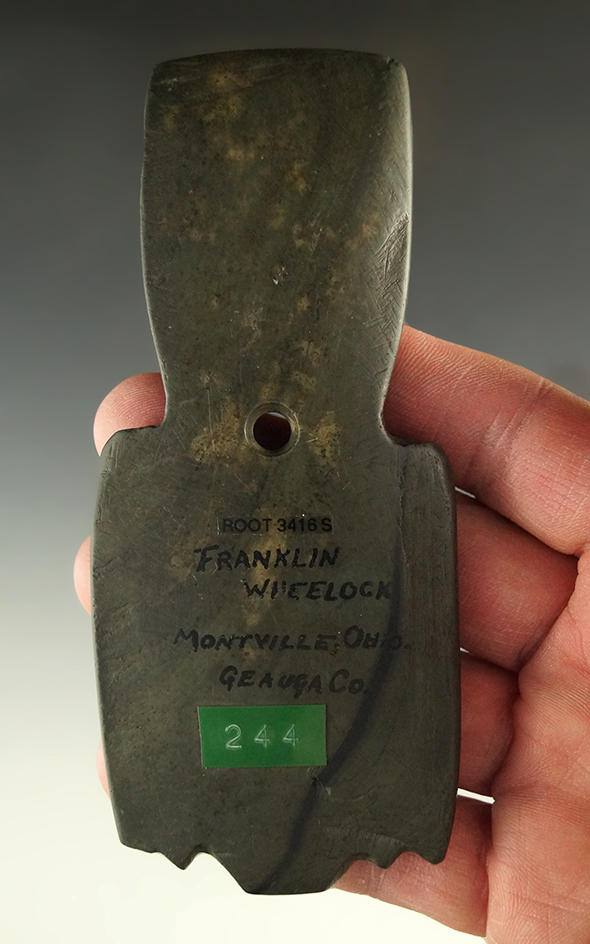 ROOT 3416 S
FRANKLIN
WHEELOCK
MONTVILLE, OHIO.
GEAUGA CO.
244